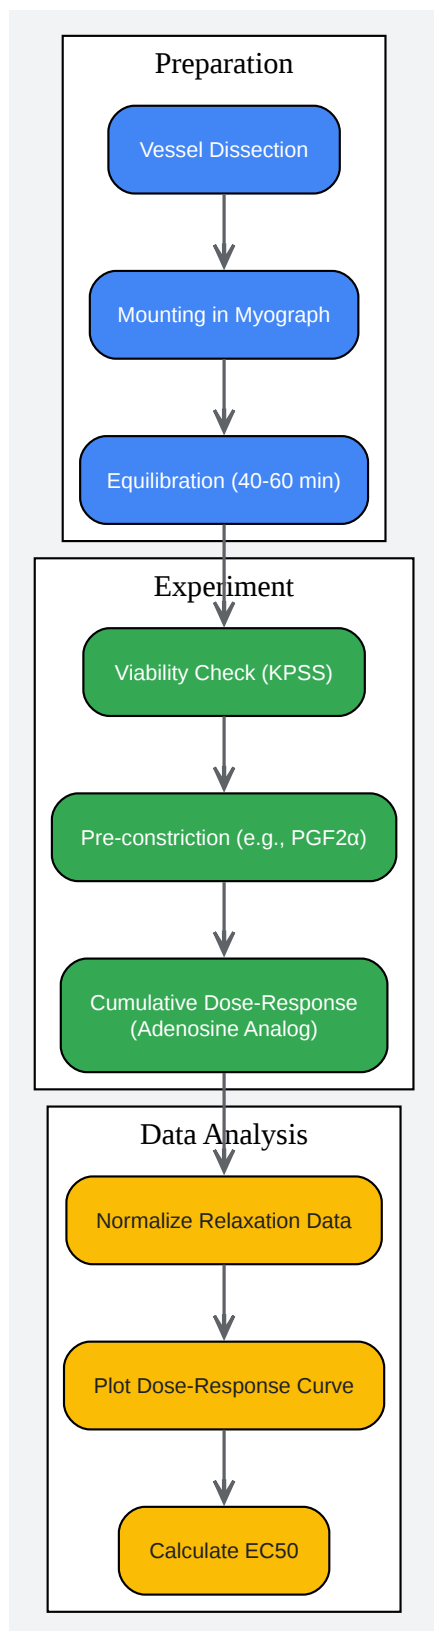 Preparation
Vessel Dissection
Mounting in Myograph
Equilibration (40-60 min)
Experiment
Viability Check (KPSS)
Pre-constriction (e.g., PGF2α)
Cumulative Dose-Response
(Adenosine Analog)
Data Analysis
Normalize Relaxation Data
Plot Dose-Response Curve
Calculate EC50